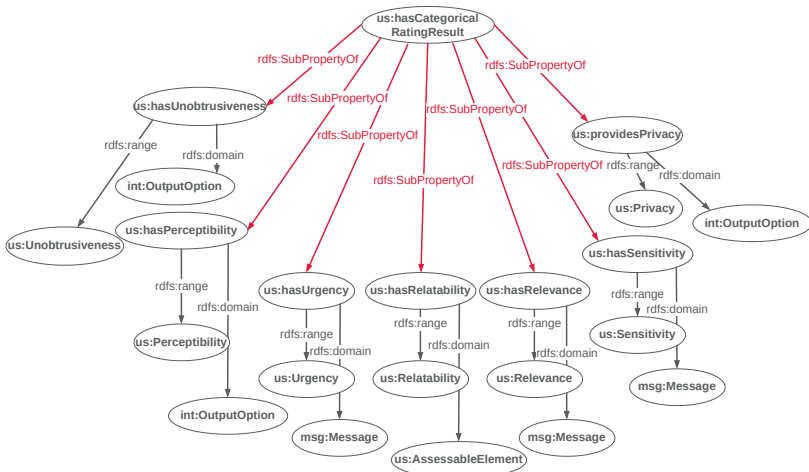 us:hasCategorical
RatingResult
rdfs:SubPropertyOf
rdfs:SubPropertyOf
rdfs:SubPropertyOf
rdfs:SubPropertyOf
rdfs:SubPropertyOf
rdfs:SubPropertyOf
rdfs:SubPropertyOf
us:hasUnobtrusiveness
rdfs:range
rdfs:domain
int:OutputOption
us:Unobtrusiveness
us:providesPrivacy
rdfs:range
rdfs:domain
us:Privacy
int:OutputOption
us:hasPerceptibility
rdfs:range
rdfs:domain
us:Perceptibility
int:OutputOption
us:hasUrgency
rdfs:range
rdfs:domain
us:Urgency
msg:Message
us:hasRelatability
rdfs:range
rdfs:domain
us:Relatability
us:AssessableElement
us:hasRelevance
rdfs:range
rdfs:domain
us:Relevance
msg:Message
us:hasSensitivity
rdfs:range
rdfs:domain
us:Sensitivity
msg:Message